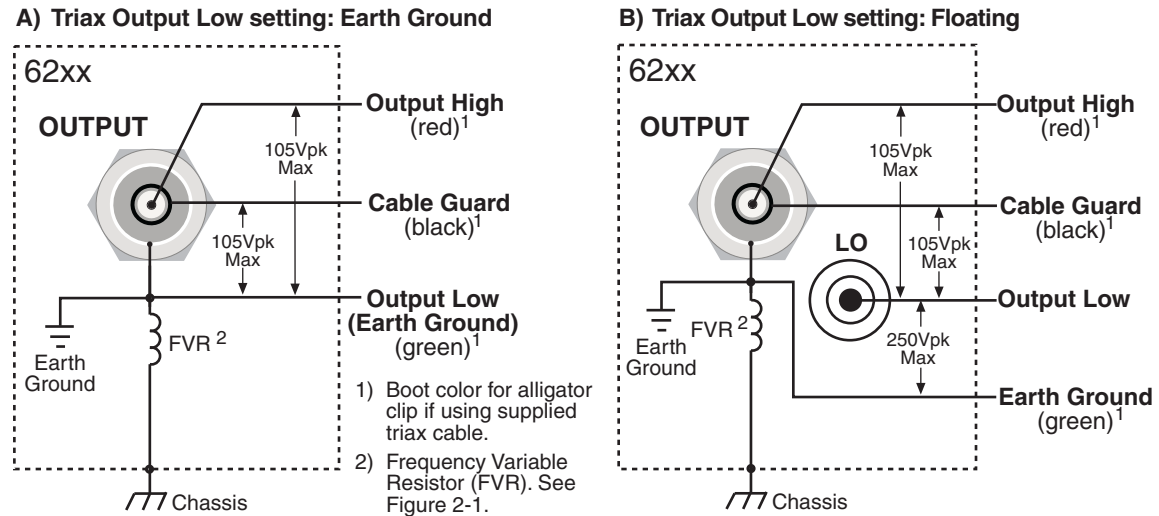 A) Triax Output Low setting: Earth Ground
62xx
OUTPUT
Output High
(red)1
105Vpk
Max
Cable Guard
(black)1
105Vpk
Max
Output Low
(Earth Ground)
(green)1
Earth
Ground
FVR 2
Chassis
1) Boot color for alligator
clip if using supplied
triax cable.
2) Frequency Variable
Resistor (FVR). See
Figure 2-1.
B) Triax Output Low setting: Floating
62xx
OUTPUT
Output High
(red)1
105Vpk
Max
Cable Guard
(black)1
LO
105Vpk
Max
Output Low
Earth
Ground
FVR 2
250Vpk
Max
Earth Ground
(green)1
Chassis